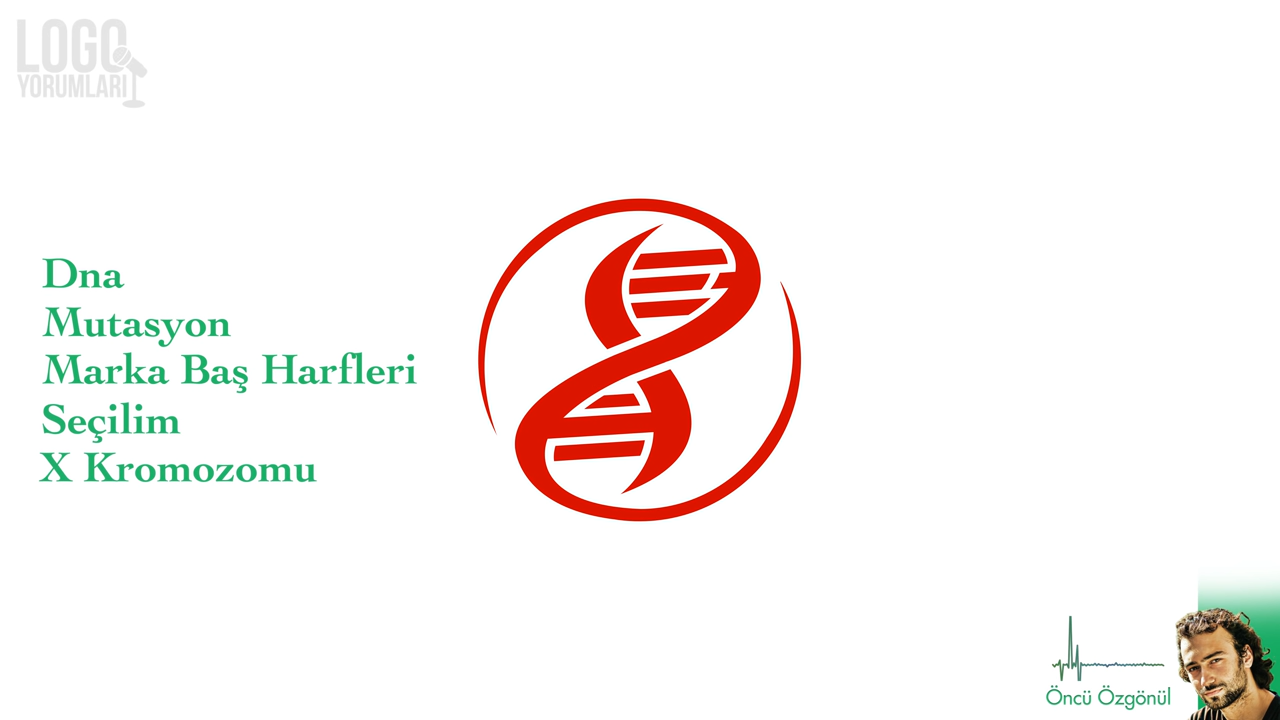 LOGO
YORUMLARI
Dna
Mutasyon
Marka Baş Harfleri
Seçilim
X Kromozomu
Öncü Özgönül